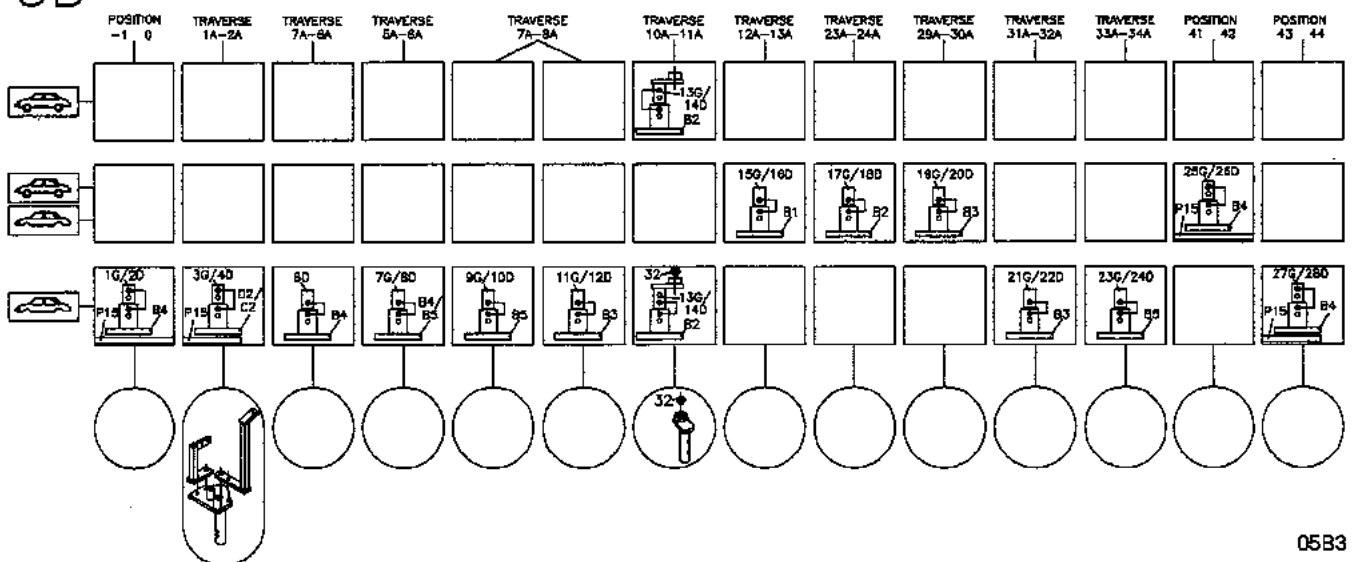 POSITION TRAVERSE TRAVERSE TRAVERSE TRAVERSE TRAVERSE TRAVERSE TRAVERSE TRAVERSE TRAVERSE TRAVERSE POSITION POSITION
-1 0 1A-2A 7A-6A 5A-6A 7A-8A 10A-11A 12A-13A 23A-24A 29A-30A 31A-32A 33A-34A 41 42 43 44
13G/
14D
B2
15G/16D 17G/18D 19G/20D 25G/26D
B1 B2 B3 P15 B4
1G/2D 3G/4D 6D 7G/8D 9G/10D 11G/12D 32 21G/22D 23G/24D 27G/28D
P15 B4 P15 B2/ B4 B4/ B5 B3 13G/ B3 B5 P15 B4
C2 B5 14D
B2
32
05B3